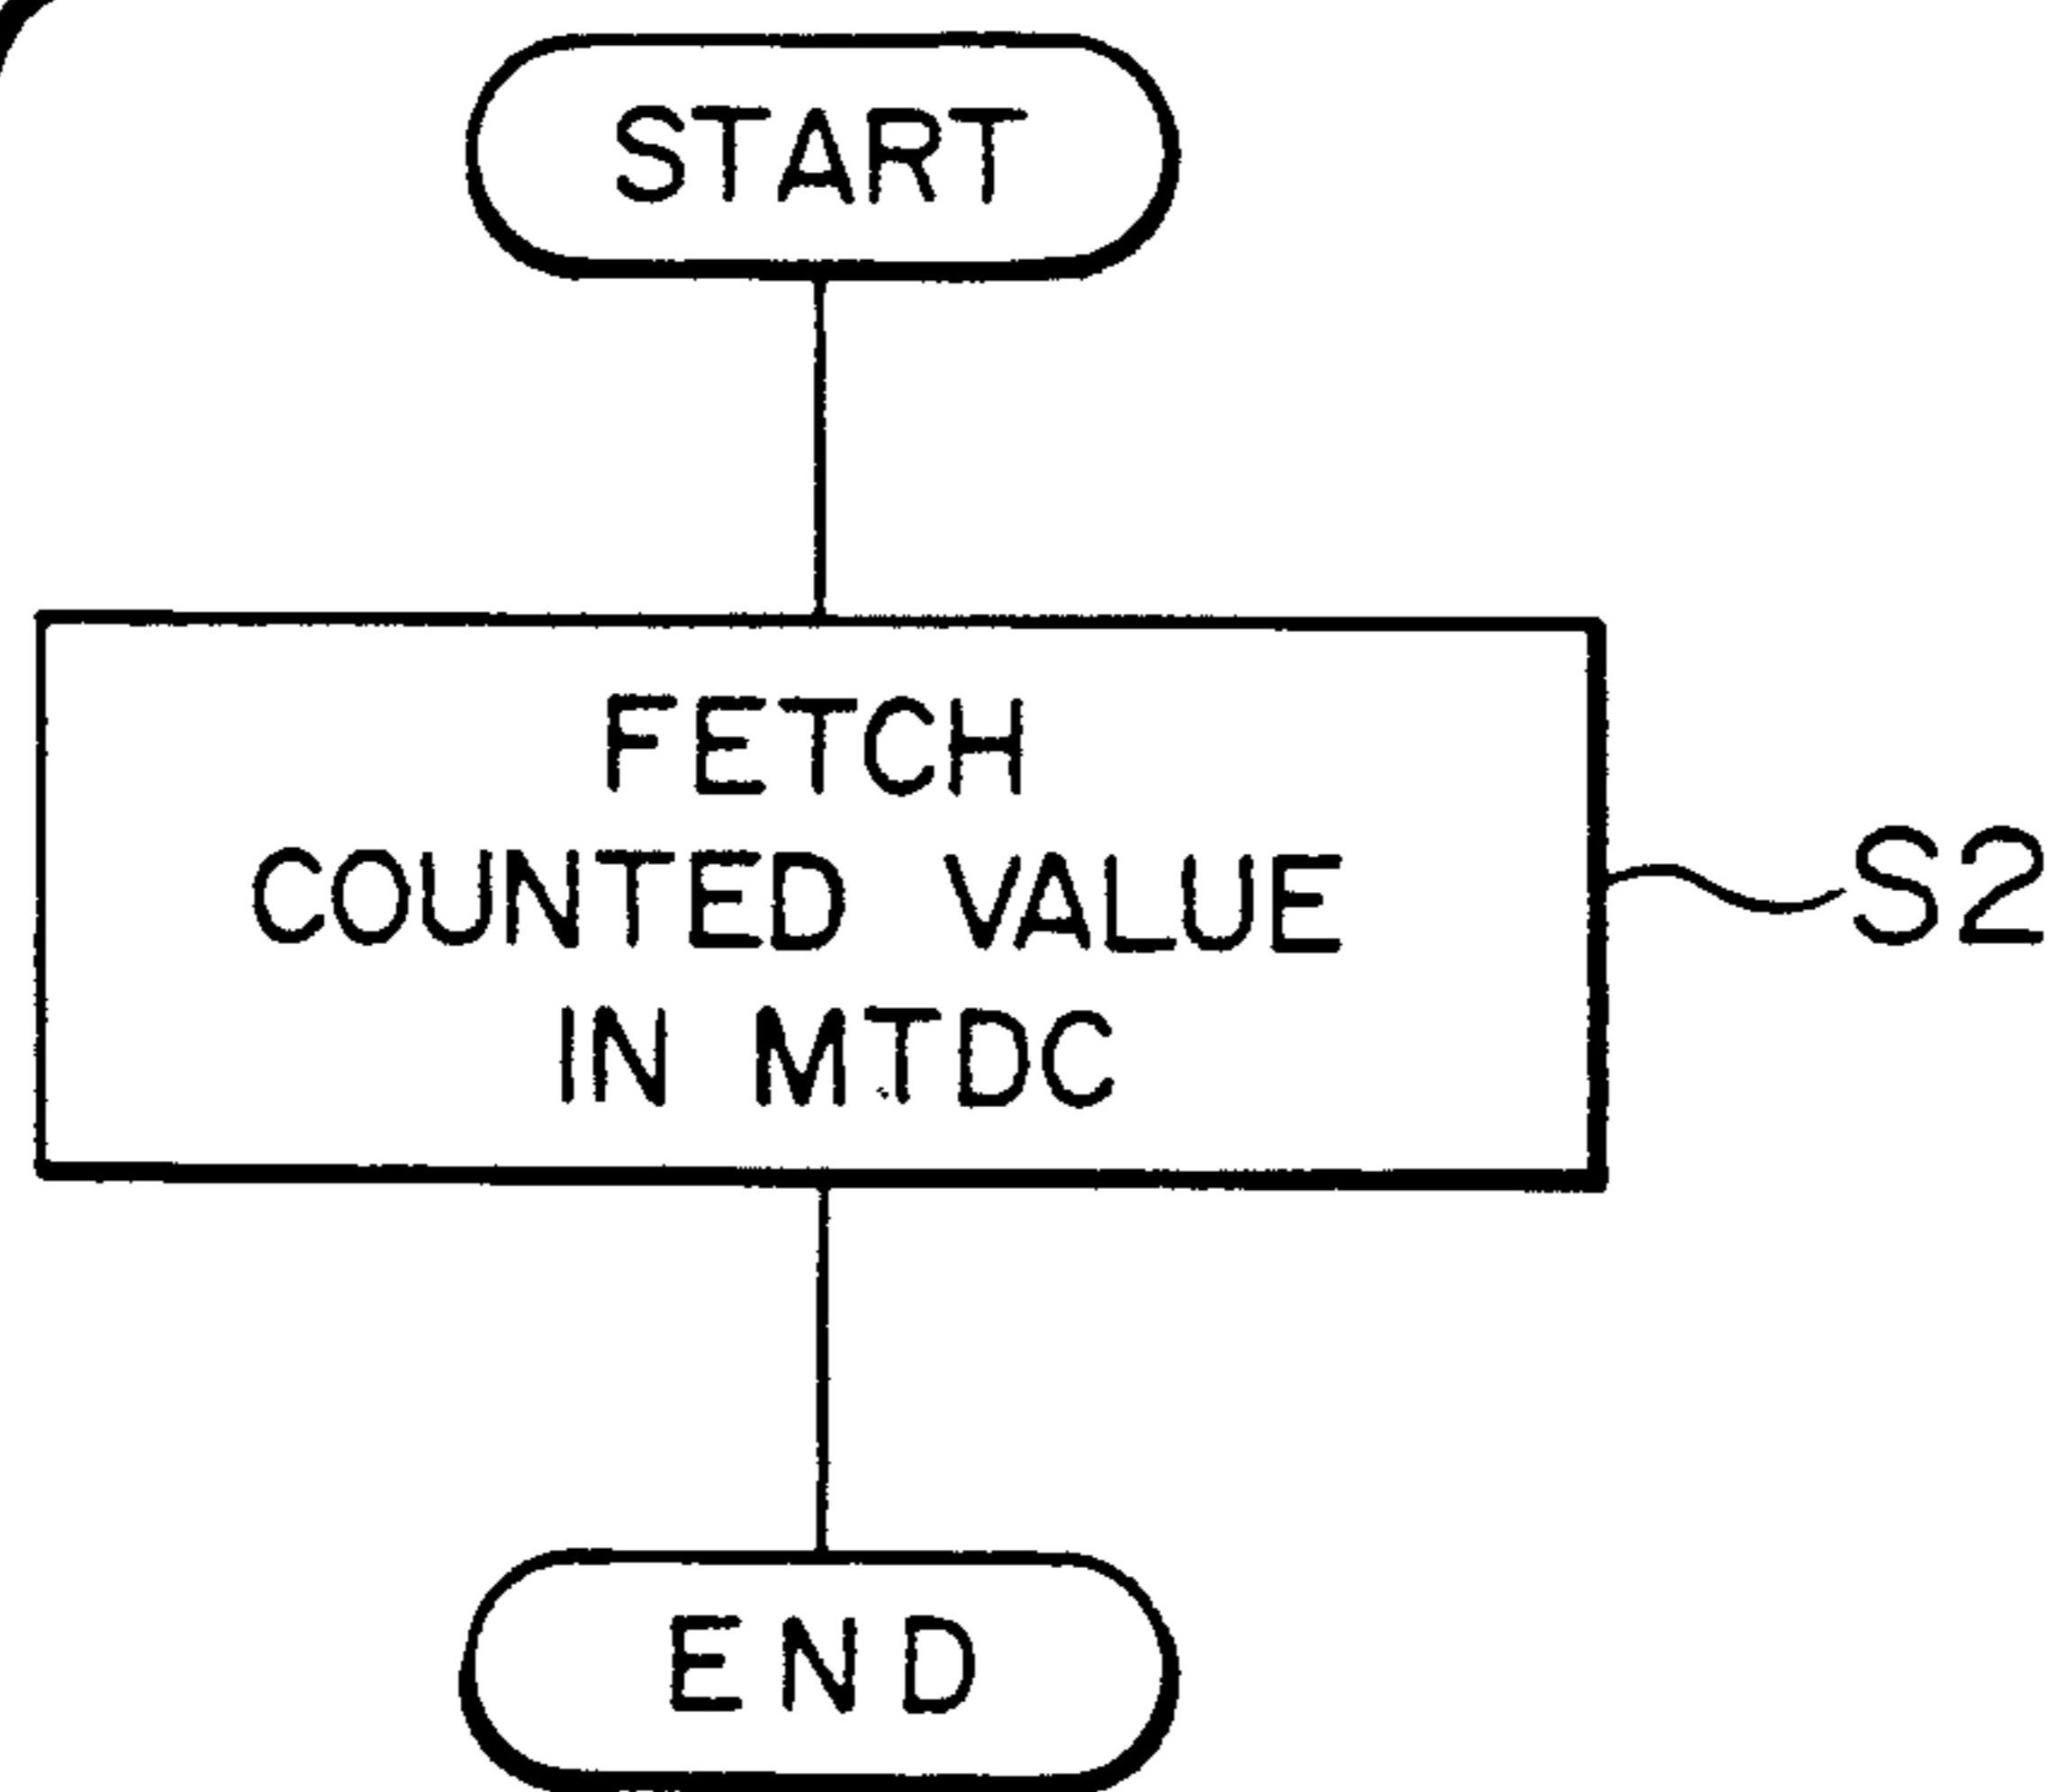 START
FETCH
COUNTED VALUE
IN MTDC
S2
END